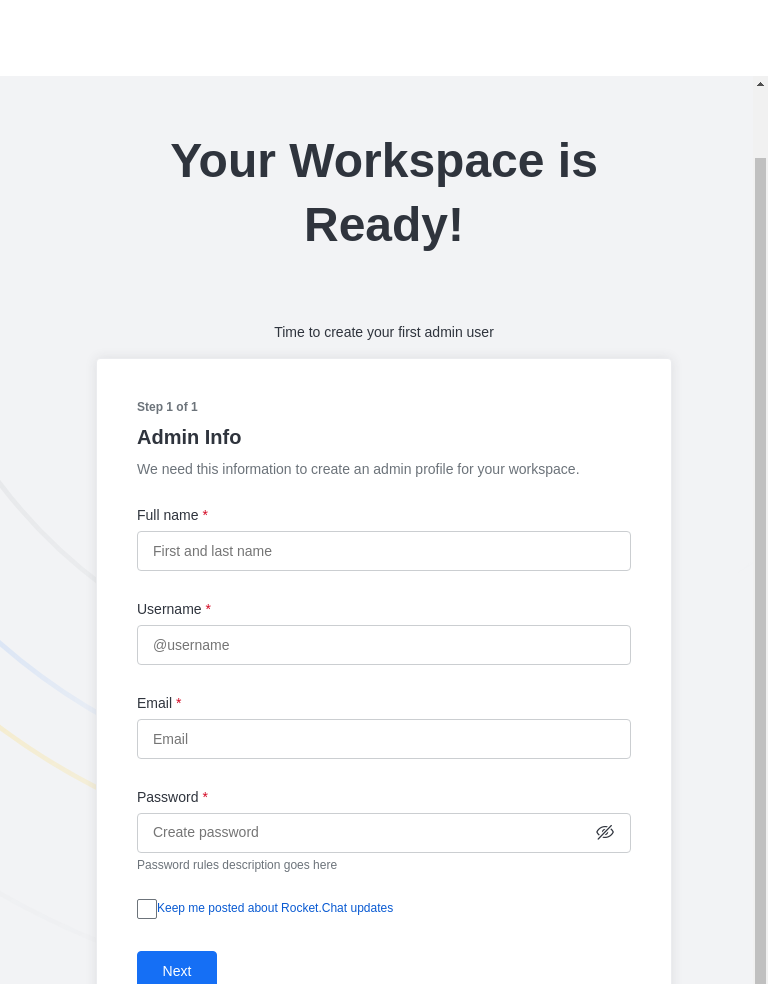 Your Workspace is
Ready!
Time to create your first admin user
Step 1 of 1
Admin Info
We need this information to create an admin profile for your workspace.
Full name *
First and last name
Username *
@username
Email *
Email
Password *
Create password
Password rules description goes here
Keep me posted about Rocket.Chat updates
Next